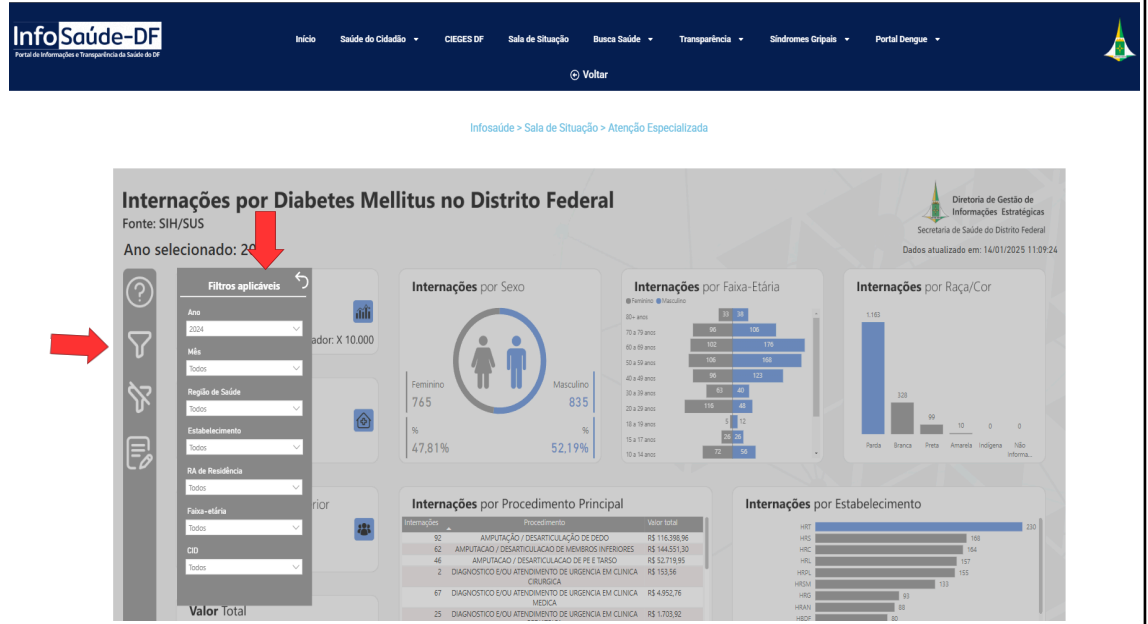 InfoSaúde-DF
Portal de Informações e Transparência da Saúde do DF
Início Saúde do Cidadão CIEGES DF Sala de Situação Busca Saúde Transparência Síndromes Gripais Portal Dengue
Voltar
Infosaúde > Sala de Situação > Atenção Especializada
Internações por Diabetes Mellitus no Distrito Federal
Fonte: SIH/SUS
Ano selecionado: 20
Diretoria de Gestão de
Informações Estratégicas
Secretaria de Saúde do Distrito Federal
Dados atualizado em: 14/01/2025 11:09:24
Filtros aplicáveis
Ano
2024
Mês
Todos
Região de Saúde
Todos
Estabelecimento
Todos
RA de Residência
Todos
Faixa-etária
Todos
CID
Todos
ador: X 10.000
rior
Valor Total
Internações por Sexo
Feminino
765
%
47.81%
Masculino
835
%
52,19%
Internações por Faixa-Etária
Feminino Masculino
80+ anos 33 38
70 a 79 anos 96 106
60 a 69 anos 102 176
50 a 59 anos 106 168
40 a 49 anos 96 123
30 a 39 anos 63 40
20 a 29 anos 118 48
18 a 19 anos 5 12
15 a 17 anos 26 26
10 a 14 anos 72 58
Internações por Raça/Cor
1.163 328 99 10 0 0
Parda Branca Preta Amarela Indígena Não
Informa...
Internações por Procedimento Principal
Internações Procedimento Valor total
92 AMPUTAÇÃO / DESARTICULAÇÃO DE DEDO R$ 116.398,96
62 AMPUTACAO / DESARTICULACAO DE MEMBROS INFERIORES R$ 144.551,30
46 AMPUTACAO / DESARTICULACAO DE PE E TARSO R$ 52.719,95
2 DIAGNOSTICO E/OU ATENDIMENTO DE URGENCIA EM CLINICA R$ 153,56
CIRURGICA
67 DIAGNOSTICO E/OU ATENDIMENTO DE URGENCIA EM CLINICA R$ 4.952,76
MEDICA
25 DIAGNOSTICO E/OU ATENDIMENTO DE URGENCIA EM CLINICA R$ 1.703,92
Internações por Estabelecimento
HRT 230
HRS 168
HRC 164
HRL 157
HRPL 155
HRSM 133
HRG 93
HRAN 88
HBDF 80